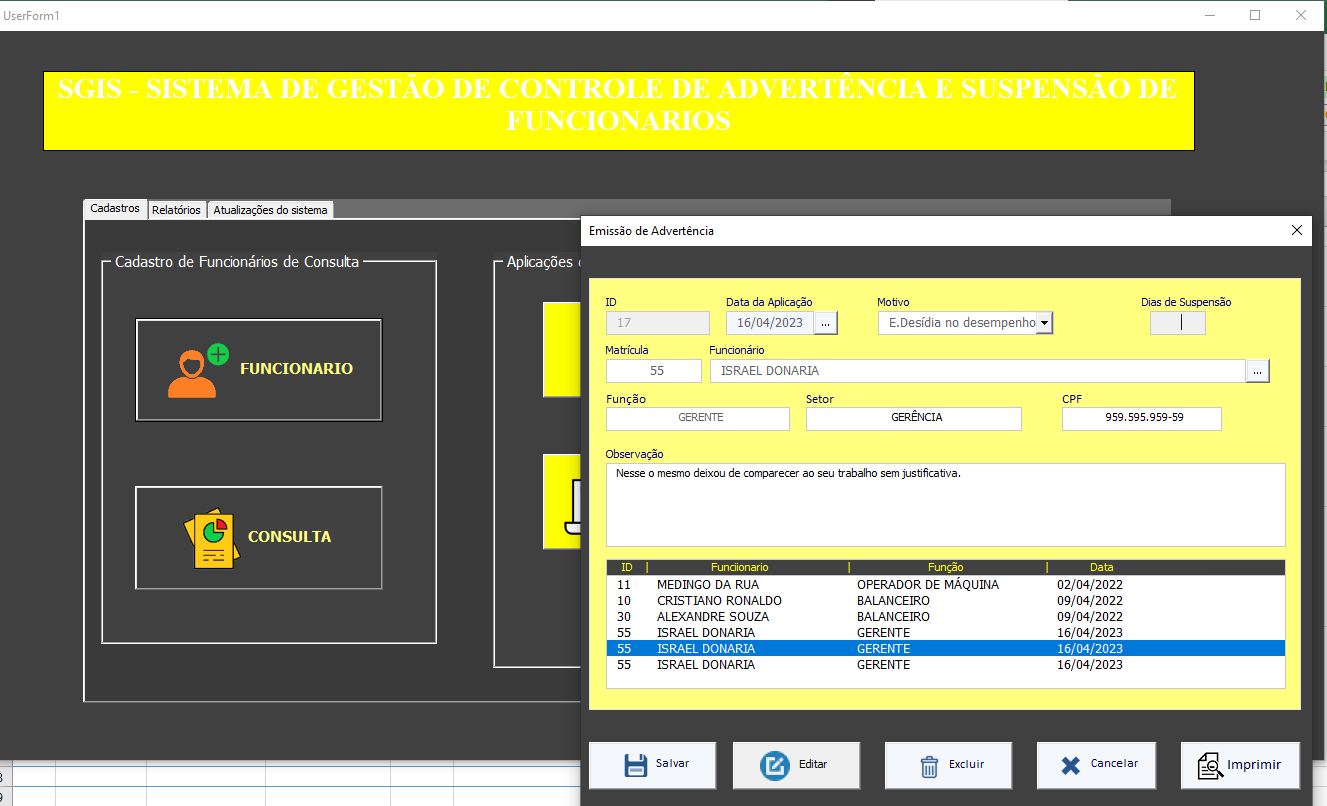 UserForm1
SGIS - SISTEMA DE GESTÃO DE CONTROLE DE ADVERTÊNCIA E SUSPENSÃO DE
FUNCIONARIOS
Cadastros Relatórios Atualizações do sistema
Cadastro de Funcionários de Consulta
Aplicações
FUNCIONARIO
CONSULTA
Emissão de Advertência
ID Data da Aplicação Motivo Dias de Suspensão
17 16/04/2023 ... E.Desídia no desempenho
Matrícula Funcionário
55 ISRAEL DONARIA ...
Função Setor CPF
GERENTE GERÊNCIA 959.595.959-59
Observação
Nesse o mesmo deixou de comparecer ao seu trabalho sem justificativa.
ID | Funcionario | Função | Data
11 MEDINGO DA RUA OPERADOR DE MÁQUINA 02/04/2022
10 CRISTIANO RONALDO BALANCEIRO 09/04/2022
30 ALEXANDRE SOUZA BALANCEIRO 09/04/2022
55 ISRAEL DONARIA GERENTE 16/04/2023
55 ISRAEL DONARIA GERENTE 16/04/2023
55 ISRAEL DONARIA GERENTE 16/04/2023
Salvar Editar Excluir Cancelar Imprimir